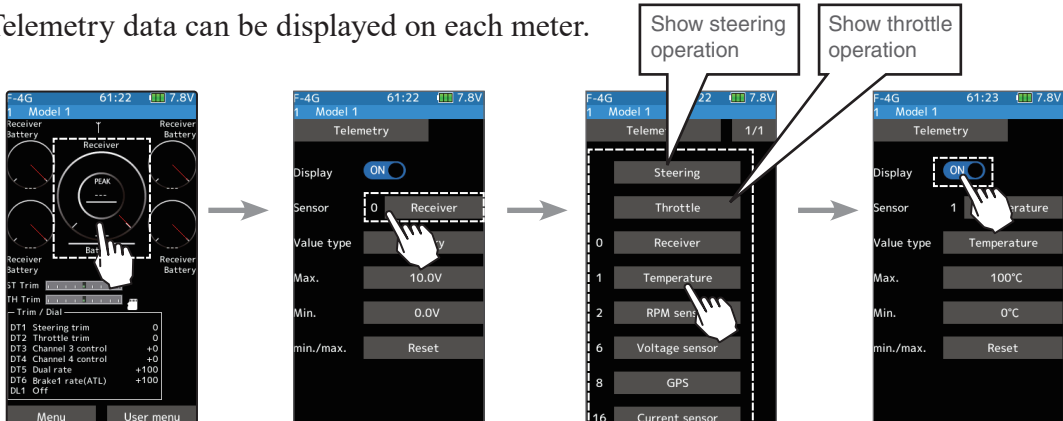 elemetry data can be displayed on each meter.
Show steering
operation
Show throttle
operation
F-4G 61:22 7.8V
1 Model 1
Receiver
Battery
Receiver
Battery
Receiver
PEAK
---
---
Receiver
Battery
Receiver
Battery
ST Trim
TH Trim
Trim / Dial
DT1 Steering trim 0
DT2 Throttle trim 0
DT3 Channel 3 control +0
DT4 Channel 4 control +0
DT5 Dual rate +100
DT6 Brake1 rate(ATL) +100
DL1 Off
Menu User menu
F-4G 61:22 7.8V
1 Model 1
Telemetry
Display ON
Sensor 0 Receiver
Value type
Max. 10.0V
Min. 0.0V
min./max. Reset
F-4G 22 7.8V
1 Model 1
Teleme 1/1
Steering
Throttle
0 Receiver
1 Temperature
2 RPM sen
6 Voltage sensor
8 GPS
16 Current sensor
F-4G 61:23 7.8V
1 Model 1
Telemetry
Display ON
Sensor 1 erature
Value type Temperature
Max. 100°C
Min. 0°C
min./max. Reset